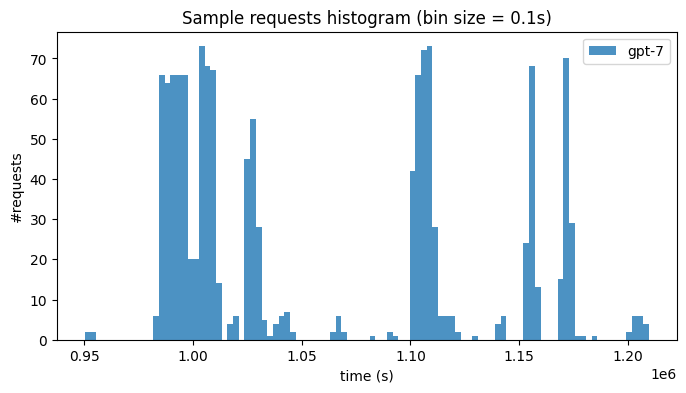 Sample requests histogram (bin size = 0.1s)
gpt-7
70
60
50
40
30
20
10
0
#requests
0.95 1.00 1.05 1.10 1.15 1.20
1e6
time (s)